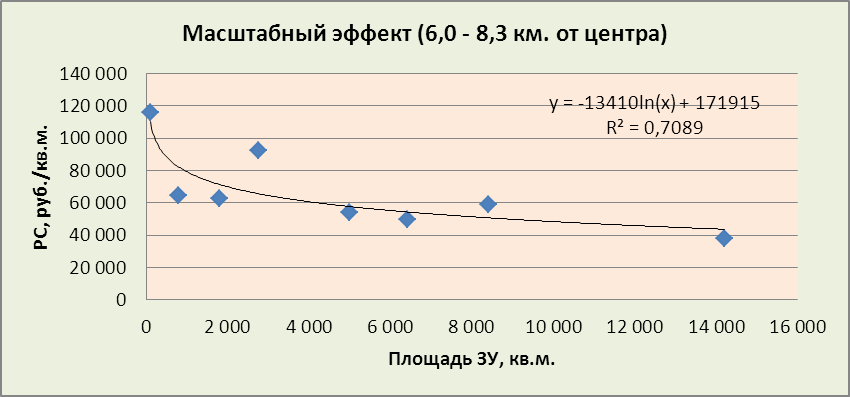 Масштабный эффект (6,0 - 8,3 км. от центра)
140 000
120 000
100 000
80 000
60 000
40 000
20 000
0
РС, руб./кв.м.
y = -13410ln(x) + 171915
R² = 0,7089
0 2 000 4 000 6 000 8 000 10 000 12 000 14 000 16 000
Площадь ЗУ, кв.м.